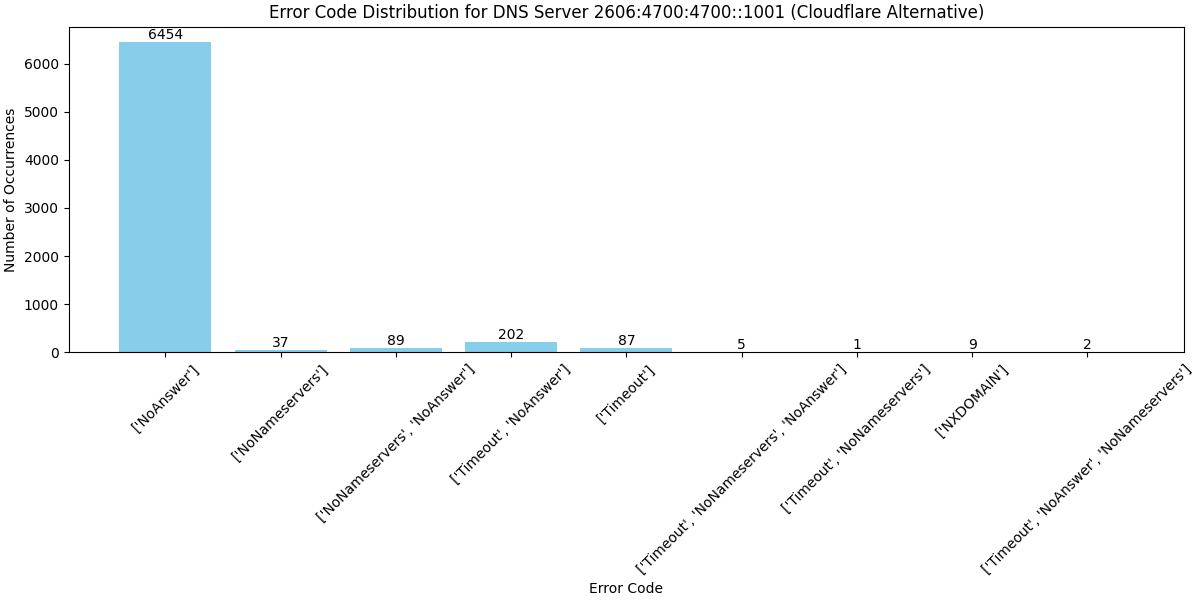 Error Code Distribution for DNS Server 2606:4700:4700::1001 (Cloudflare Alternative)
Number of Occurrences
6000
5000
4000
3000
2000
1000
0
6454
37
89
202
87
5
1
9
2
['NoAnswer']
['NoNameservers']
['NoNameservers', 'NoAnswer']
['Timeout', 'NoAnswer']
['Timeout']
['Timeout', 'NoNameservers', 'NoAnswer']
['Timeout', 'NoNameservers']
['NXDOMAIN']
['Timeout', 'NoAnswer', 'NoNameservers']
Error Code